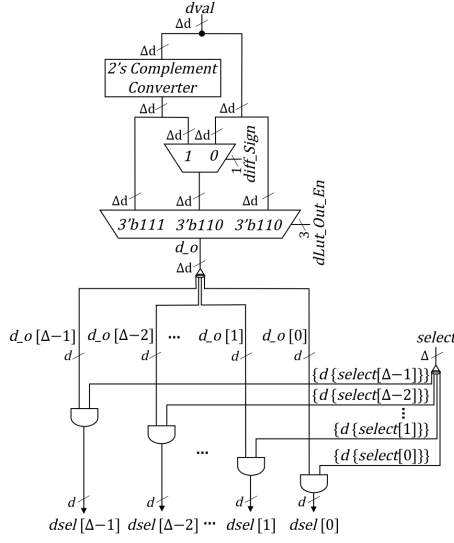 dval
Δd
Δd
2's Complement
Converter
Δd Δd
Δd Δd
1 0
1
diff_Sign
Δd Δd Δd
3'b111 3'b110 3'b110
3
dLut_Out_En
d_o
Δd
d_o [Δ−1] d_o [Δ−2] ··· d_o [1] d_o [0]
select
d d d d
Δ
{d {select[Δ−1]}}
{d {select[Δ−2]}}
⋮
{d {select[1]}}
···
{d {select[0]}}
d d d d
dsel [Δ−1] dsel [Δ−2] ··· dsel [1] dsel [0]